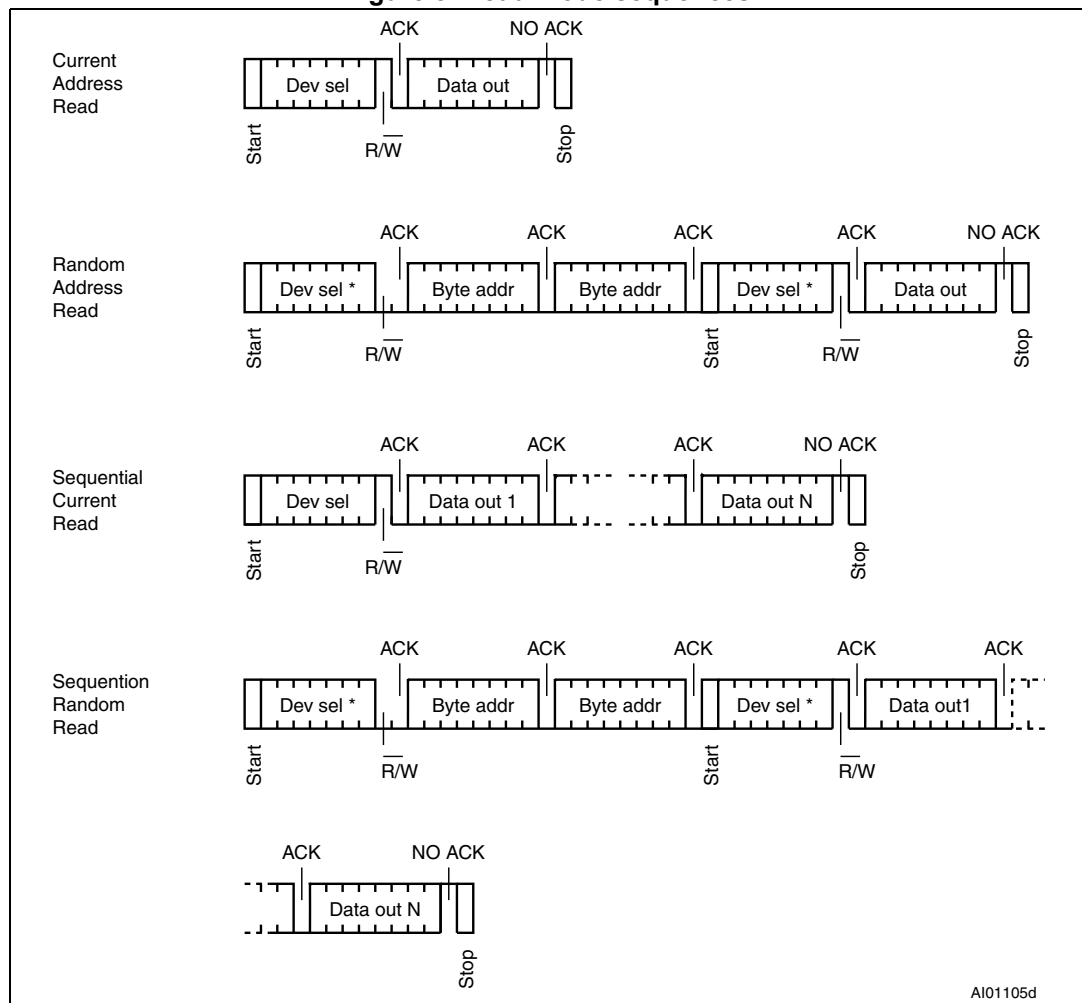 Current
Address
Read
ACK NO ACK
Dev sel Data out
R/W̅
Start Stop
Random
Address
Read
ACK ACK ACK ACK NO ACK
Dev sel * Byte addr Byte addr Dev sel * Data out
R/W̅ R/W̅
Start Start Stop
Sequential
Current
Read
ACK ACK ACK NO ACK
Dev sel Data out 1 Data out N
R/W̅
Start Stop
Sequention
Random
Read
ACK ACK ACK ACK ACK
Dev sel * Byte addr Byte addr Dev sel * Data out1
R̅/W R̅/W
Start Start
ACK NO ACK
Data out N
Stop
AI01105d